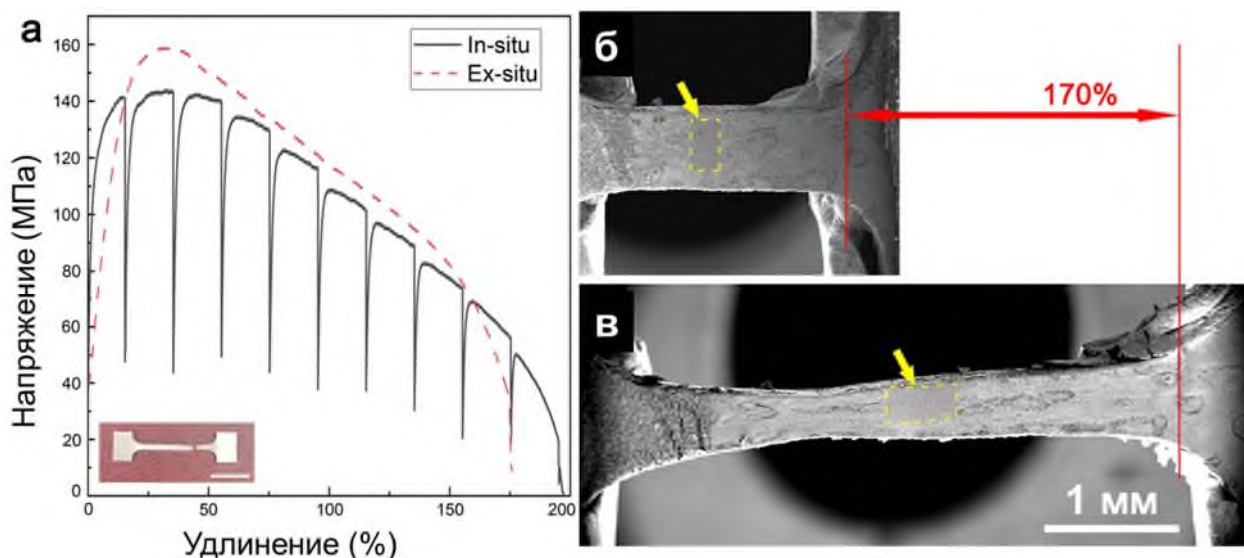 а
Напряжение (МПа)
160
140
120
100
80
60
40
20
0
In-situ
Ex-situ
0
50
100
150
200
Удлинение (%)
б
170%
в
1 мм